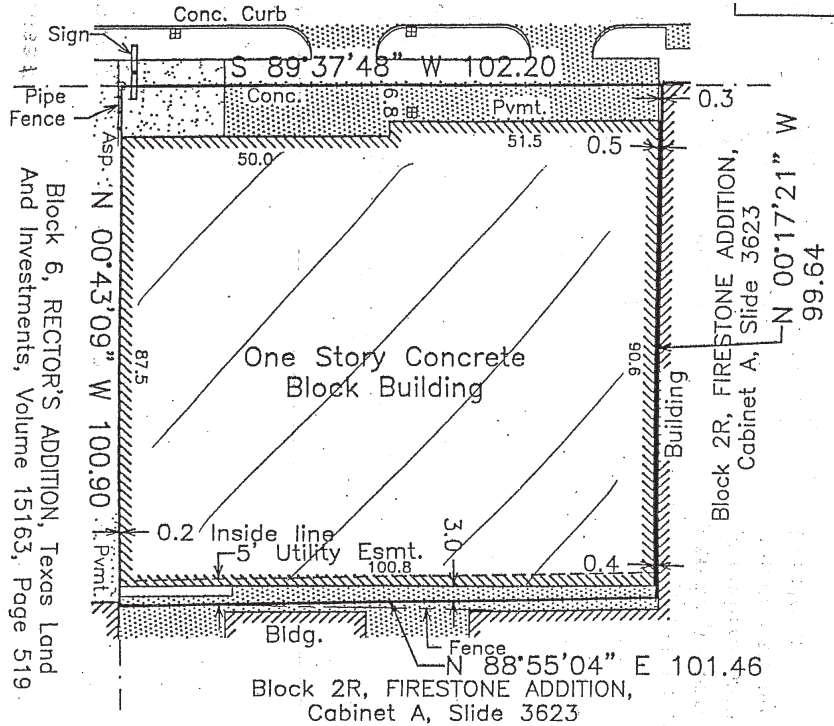 Conc. Curb
Sign
S 89°37'48" W 102.20
Pipe
Fence
Conc.
6.8
Pvmt.
0.3
Asp.
50.0
51.5
0.5
N 00°17'21" W
99.64
Block 2R, FIRESTONE ADDITION,
Cabinet A, Slide 3623
N 00°43'09" W 100.90
Block 6, RECTOR'S ADDITION, Texas Land
And Investments, Volume 15163, Page 519
87.5
One Story Concrete
Block Building
90.6
Building
Pvmt.
0.2 Inside line
5' Utility Esmt.
100.8
3.0
0.4
Bldg.
Fence
N 88°55'04" E 101.46
Block 2R, FIRESTONE ADDITION,
Cabinet A, Slide 3623